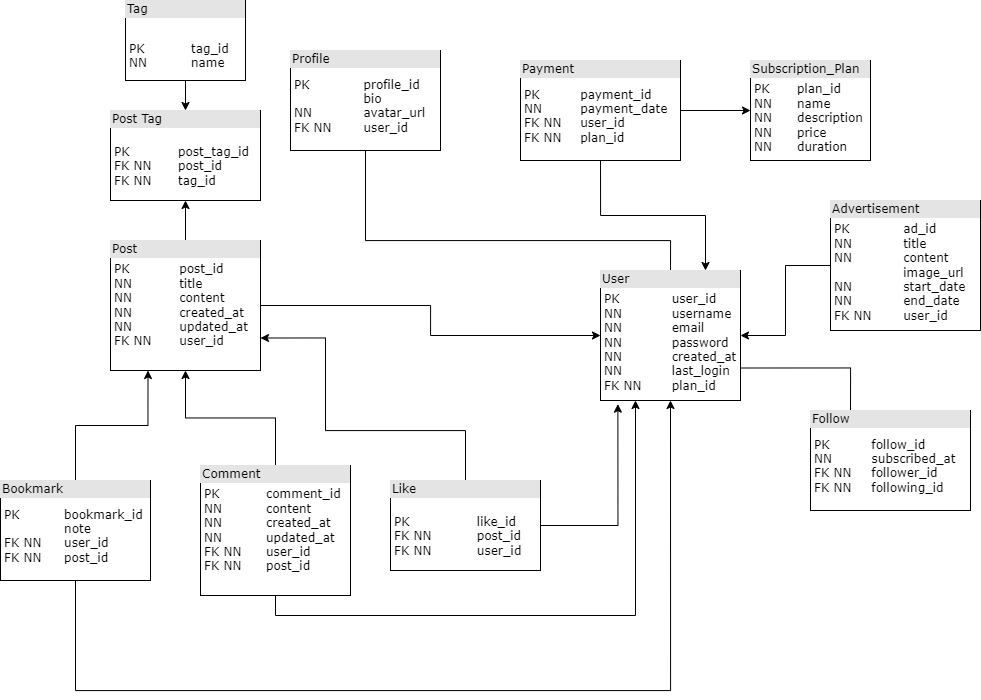 Tag
PK tag_id
NN name
Profile
PK profile_id
bio
NN avatar_url
FK NN user_id
Payment
PK payment_id
NN payment_date
FK NN user_id
FK NN plan_id
Subscription_Plan
PK plan_id
NN name
NN description
NN price
NN duration
Post Tag
PK post_tag_id
FK NN post_id
FK NN tag_id
Advertisement
PK ad_id
NN title
NN content
image_url
NN start_date
NN end_date
FK NN user_id
Post
PK post_id
NN title
NN content
NN created_at
NN updated_at
FK NN user_id
User
PK user_id
NN username
NN email
NN password
NN created_at
NN last_login
FK NN plan_id
Follow
PK follow_id
NN subscribed_at
FK NN follower_id
FK NN following_id
Bookmark
PK bookmark_id
note
FK NN user_id
FK NN post_id
Comment
PK comment_id
NN content
NN created_at
NN updated_at
FK NN user_id
FK NN post_id
Like
PK like_id
FK NN post_id
FK NN user_id